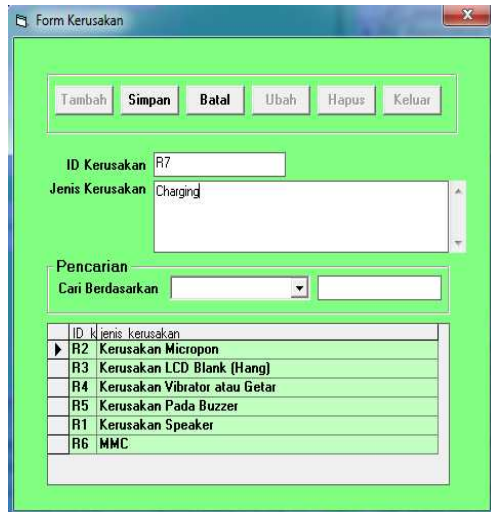 Form Kerusakan
Tambah Simpan Batal Ubah Hapus Keluar
ID Kerusakan R7
Jenis Kerusakan Charging
Pencarian
Cari Berdasarkan
ID_k jenis_kerusakan
R2 Kerusakan Micropon
R3 Kerusakan LCD Blank (Hang)
R4 Kerusakan Vibrator atau Getar
R5 Kerusakan Pada Buzzer
R1 Kerusakan Speaker
R6 MMC